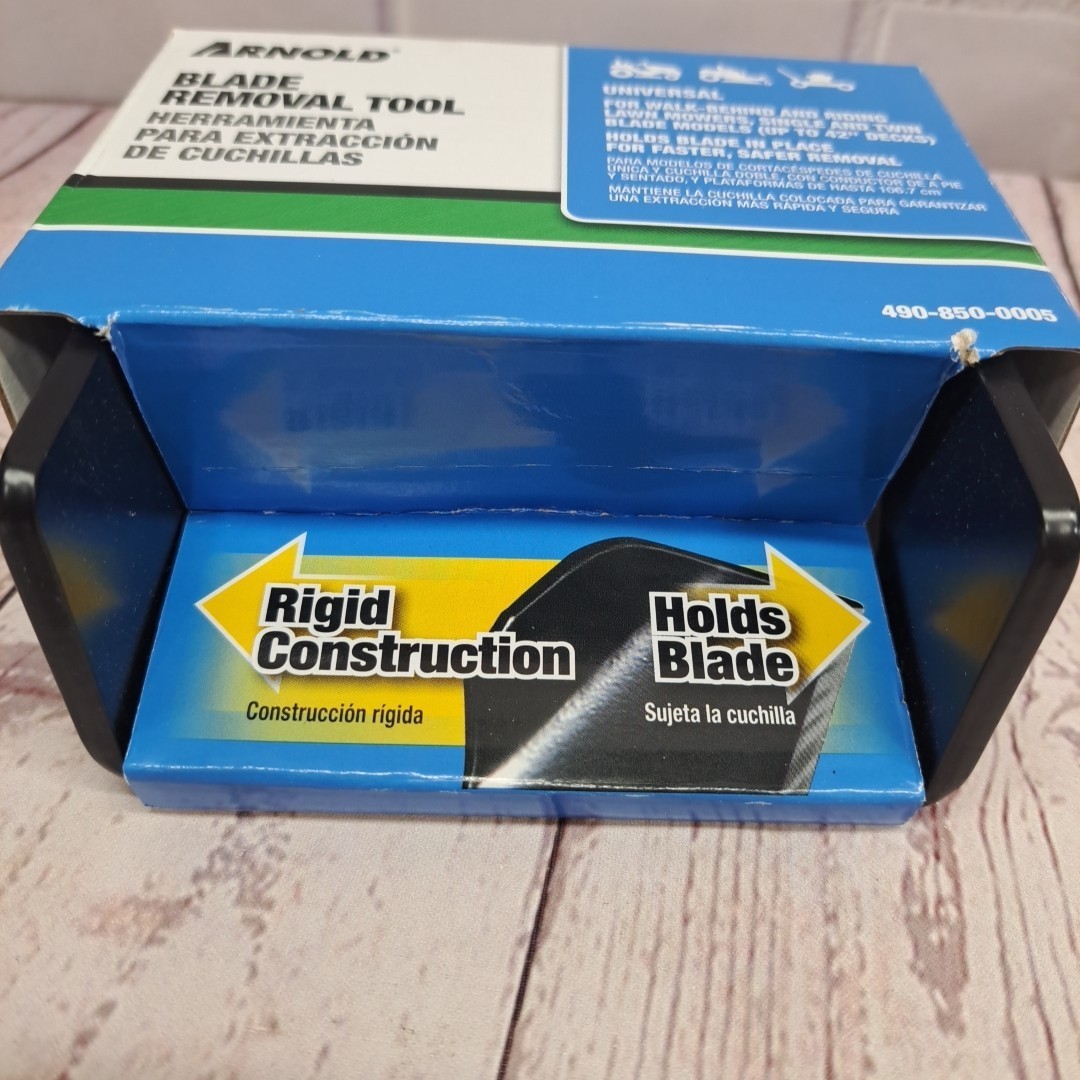 ARNOLD®
BLADE
REMOVAL TOOL
HERRAMIENTA
PARA EXTRACCIÓN
DE CUCHILLAS
UNIVERSAL
FOR WALK-BEHIND AND RIDING
LAWN MOWERS, SINGLE AND TWIN
BLADE MODELS (UP TO 42" DECKS)
HOLDS BLADE IN PLACE
FOR FASTER, SAFER REMOVAL
PARA MODELOS DE CORTACÉSPEDES DE CUCHILLA
ÚNICA Y CUCHILLA DOBLE, CON CONDUCTOR DE A PIE
Y SENTADO, Y PLATAFORMAS DE HASTA 106.7 cm
MANTIENE LA CUCHILLA COLOCADA PARA GARANTIZAR
UNA EXTRACCIÓN MÁS RÁPIDA Y SEGURA
490-850-0005
Rigid
Construction
Construcción rígida
Holds
Blade
Sujeta la cuchilla